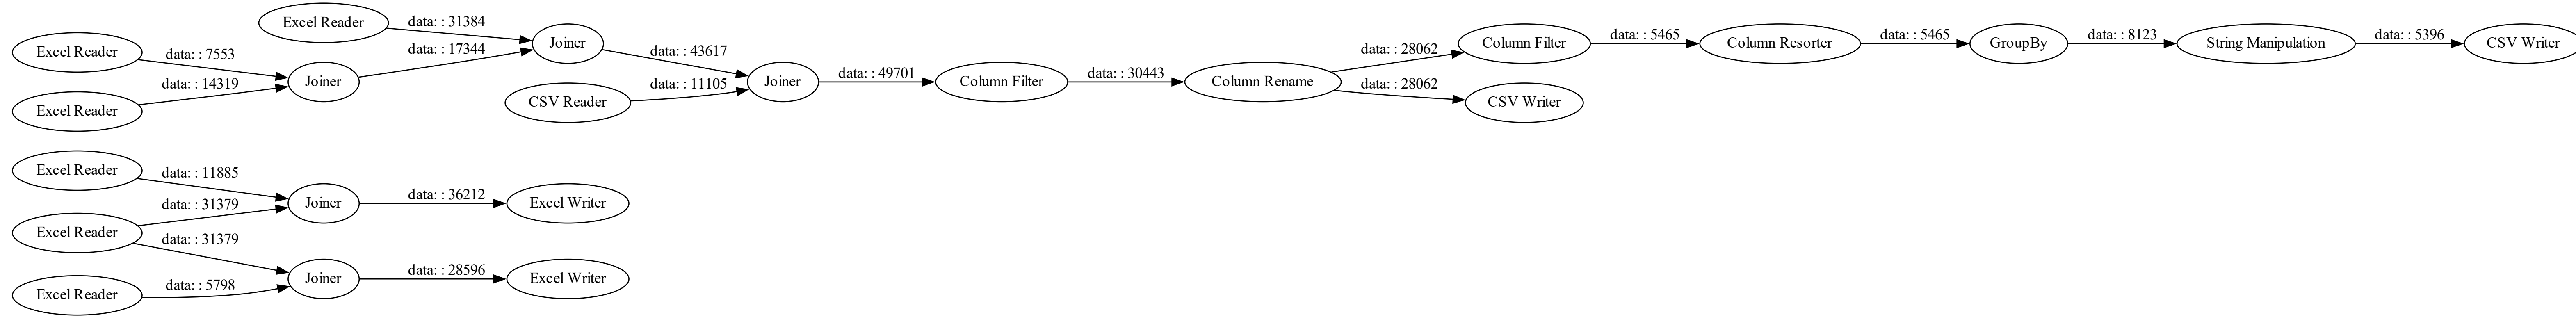 Excel Reader
data: : 31384
Excel Reader
data: : 7553
data: : 17344
Joiner
data: : 14319
Joiner
Excel Reader
data: : 43617
CSV Reader
data: : 11105
Joiner
data: : 49701
Column Filter
data: : 30443
Column Rename
data: : 28062
data: : 28062
Column Filter
CSV Writer
data: : 5465
Column Resorter
data: : 5465
GroupBy
data: : 8123
String Manipulation
data: : 5396
CSV Writer
Excel Reader
data: : 11885
data: : 31379
Joiner
data: : 36212
Excel Writer
Excel Reader
data: : 31379
Joiner
data: : 28596
Excel Writer
data: : 5798
Excel Reader